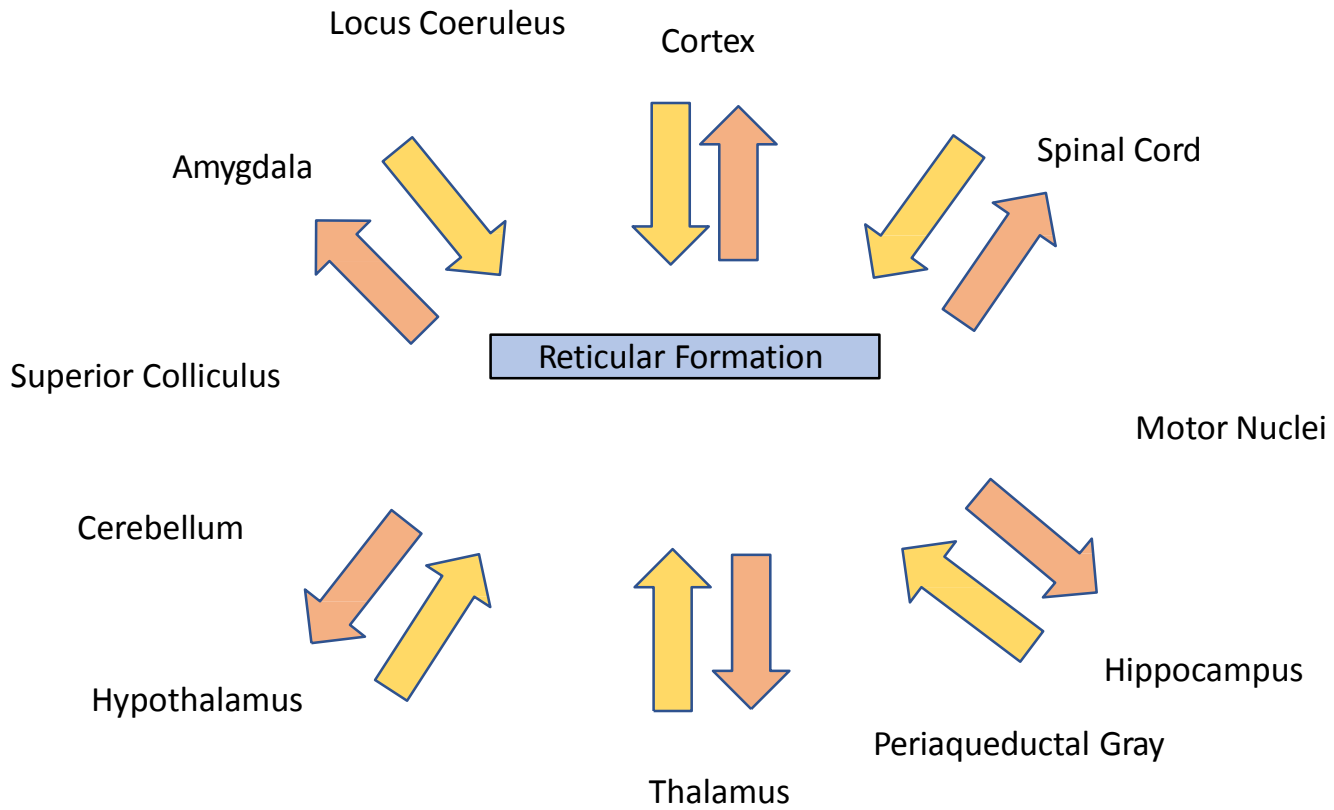 Locus Coeruleus
Cortex
Amygdala
Spinal Cord
Reticular Formation
Superior Colliculus
Motor Nuclei
Cerebellum
Hypothalamus
Hippocampus
Periaqueductal Gray
Thalamus